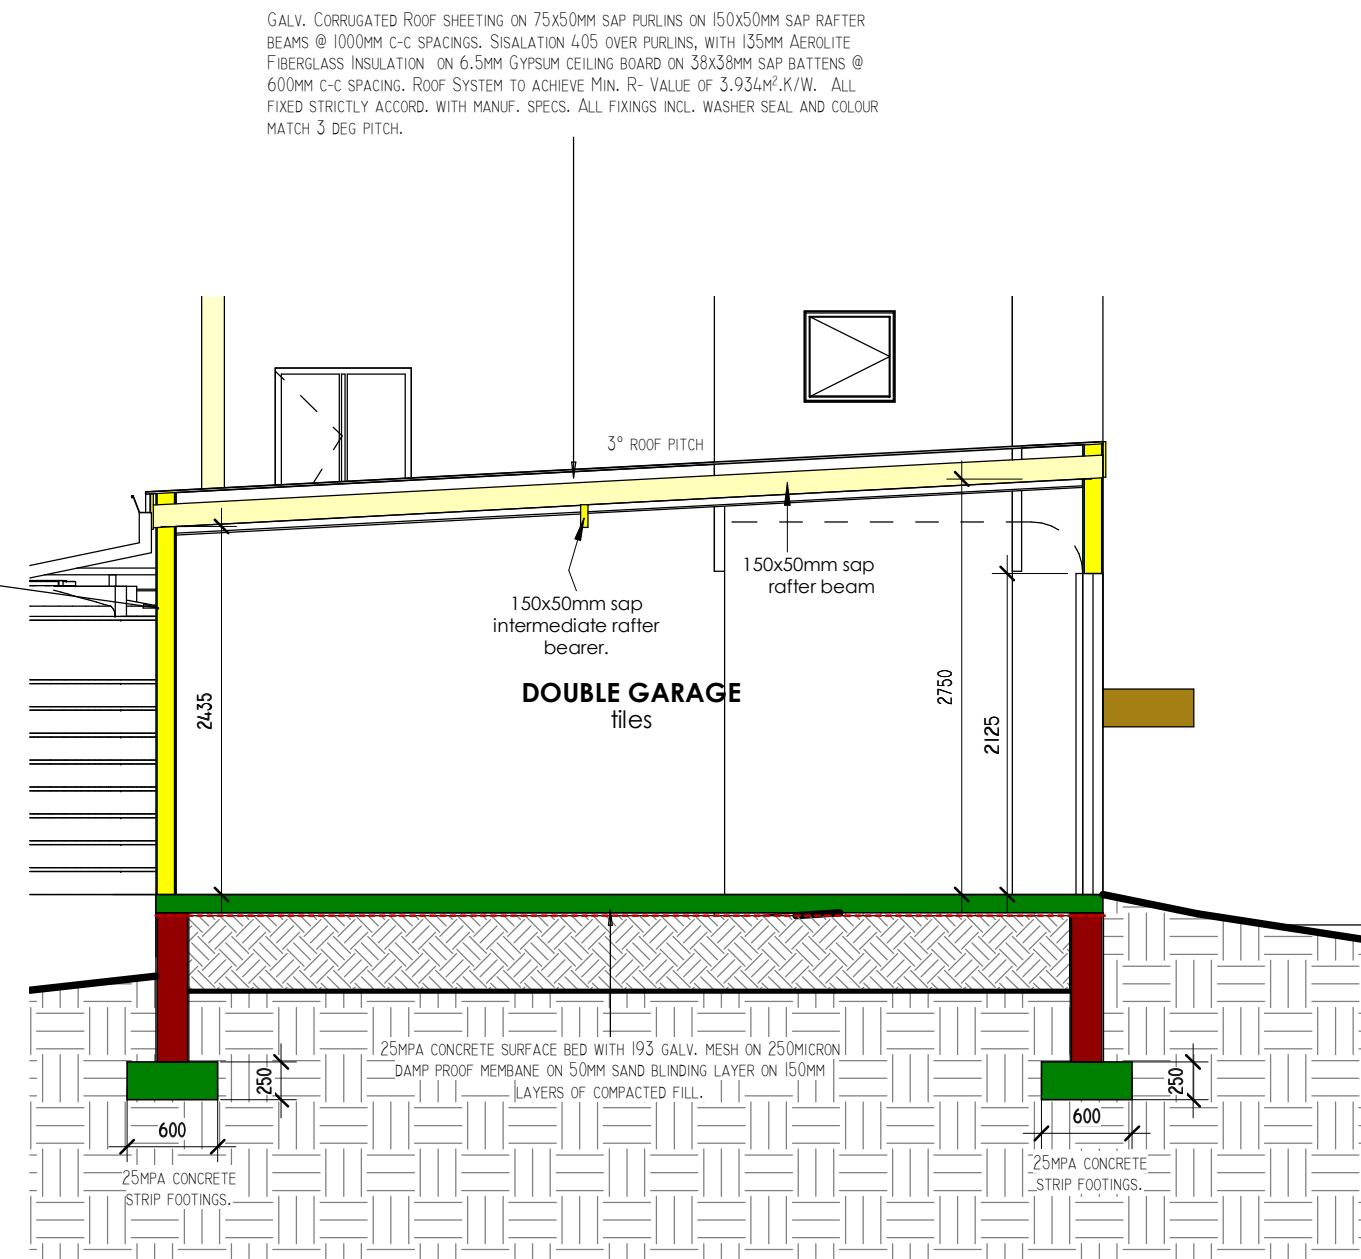 GALV. CORRUGATED ROOF SHEETING ON 75X50MM SAP PURLINS ON 150X50MM SAP RAFTER
BEAMS @ 1000MM C-C SPACINGS. SISALATION 405 OVER PURLINS, WITH 135MM AEROLITE
FIBERGLASS INSULATION ON 6.5MM GYPSUM CEILING BOARD ON 38X38MM SAP BATTENS @
600MM C-C SPACING. ROOF SYSTEM TO ACHIEVE MIN. R- VALUE OF 3.934M².K/W. ALL
FIXED STRICTLY ACCORD. WITH MANUF. SPECS. ALL FIXINGS INCL. WASHER SEAL AND COLOUR
MATCH 3 DEG PITCH.
3° ROOF PITCH
150x50mm sap
rafter beam
150x50mm sap
intermediate rafter
bearer.
DOUBLE GARAGE
tiles
2435
2750
2125
25MPA CONCRETE SURFACE BED WITH 193 GALV. MESH ON 250MICRON
DAMP PROOF MEMBANE ON 50MM SAND BLINDING LAYER ON 150MM
LAYERS OF COMPACTED FILL.
250
600
25MPA CONCRETE
STRIP FOOTINGS.
250
600
25MPA CONCRETE
STRIP FOOTINGS.